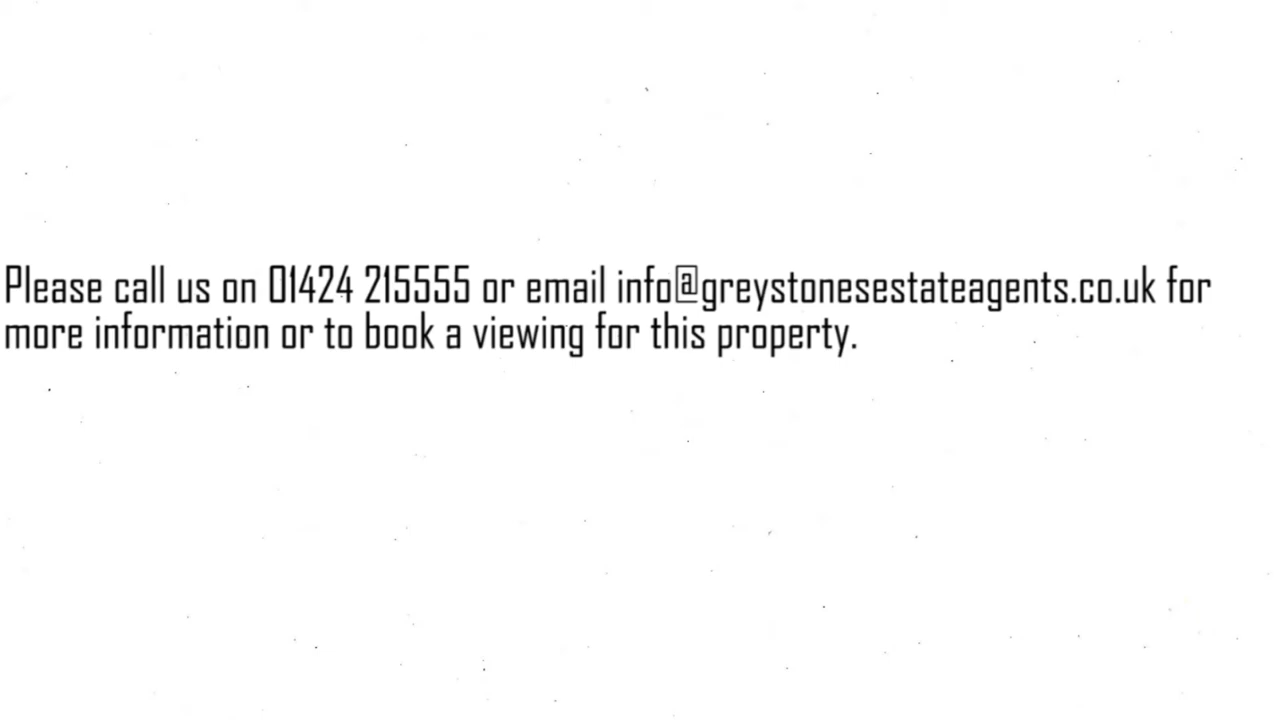 Please call us on 01424 215555 or email info@greystonesestateagents.co.uk for
more information or to book a viewing for this property.